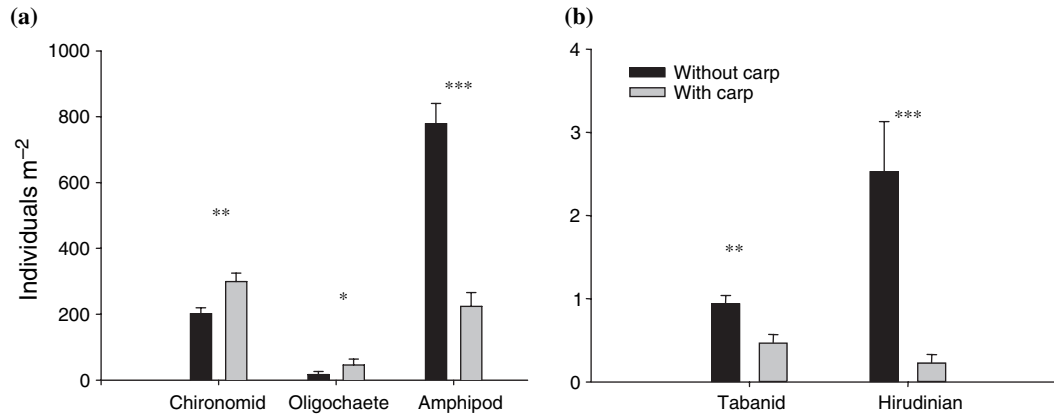 (a)
Individuals m⁻²
1000
800
600
400
200
0
**
*
***
Chironomid Oligochaete Amphipod
(b)
4
3
2
1
0
Without carp
With carp
**
***
Tabanid Hirudinian